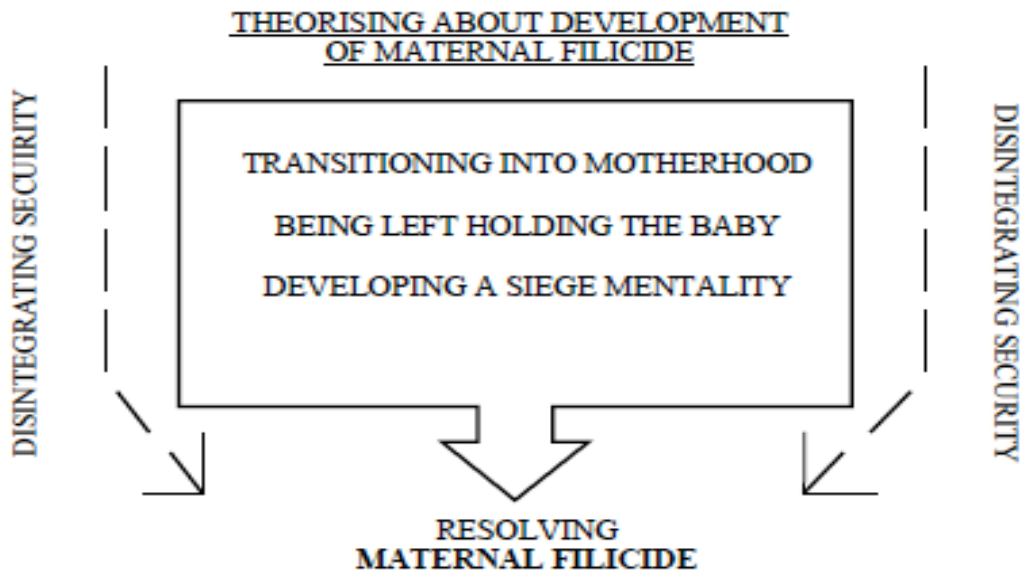 THEORISING ABOUT DEVELOPMENT
OF MATERNAL FILICIDE
DISINTEGRATING SECUIRITY
TRANSITIONING INTO MOTHERHOOD
BEING LEFT HOLDING THE BABY
DEVELOPING A SIEGE MENTALITY
DISINTEGRATING SECURITY
RESOLVING
MATERNAL FILICIDE